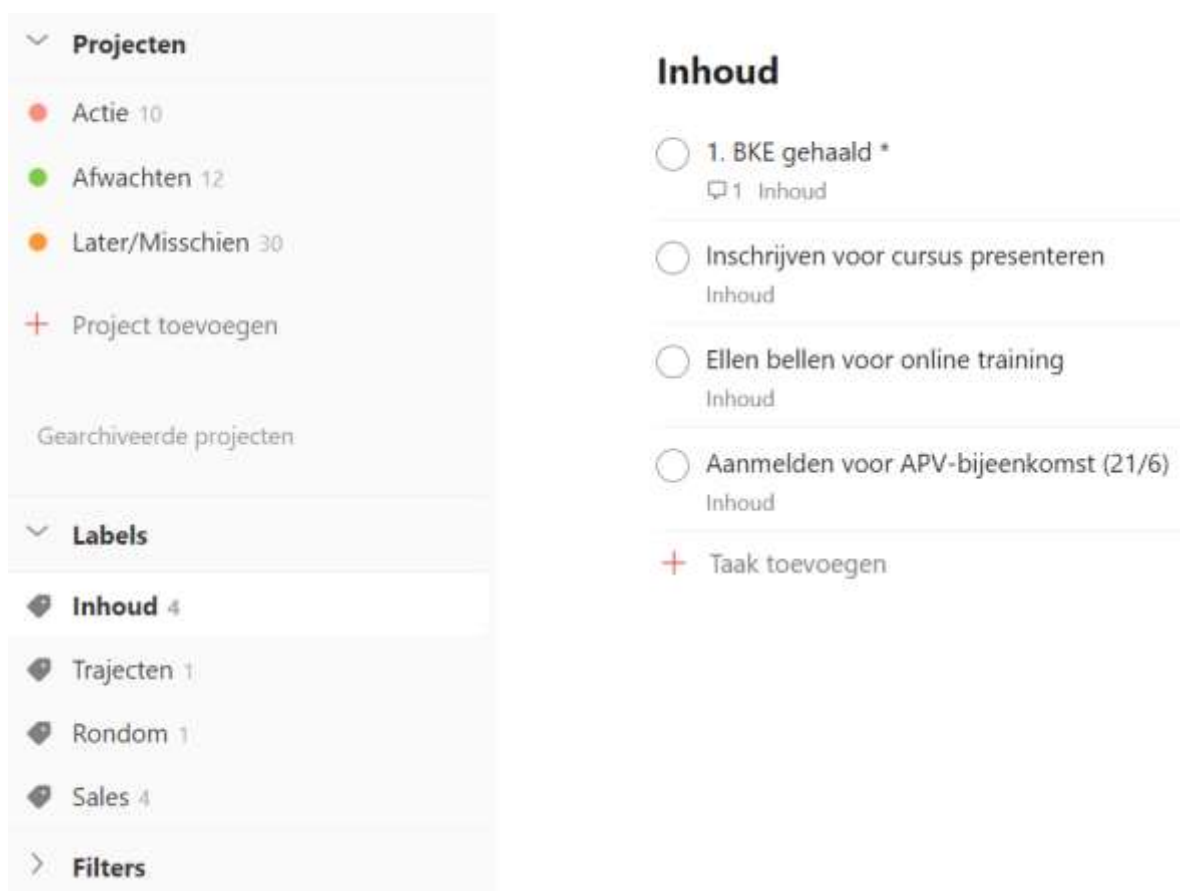 Projecten
Actie 10
Afwachten 12
Later/Misschien 30
Project toevoegen
Gearchiveerde projecten
Labels
Inhoud 4
Trajecten 1
Rondom 1
Sales 4
Filters
Inhoud
1. BKE gehaald *
1 Inhoud
Inschrijven voor cursus presenteren
Inhoud
Ellen bellen voor online training
Inhoud
Aanmelden voor APV-bijeenkomst (21/6)
Inhoud
Taak toevoegen